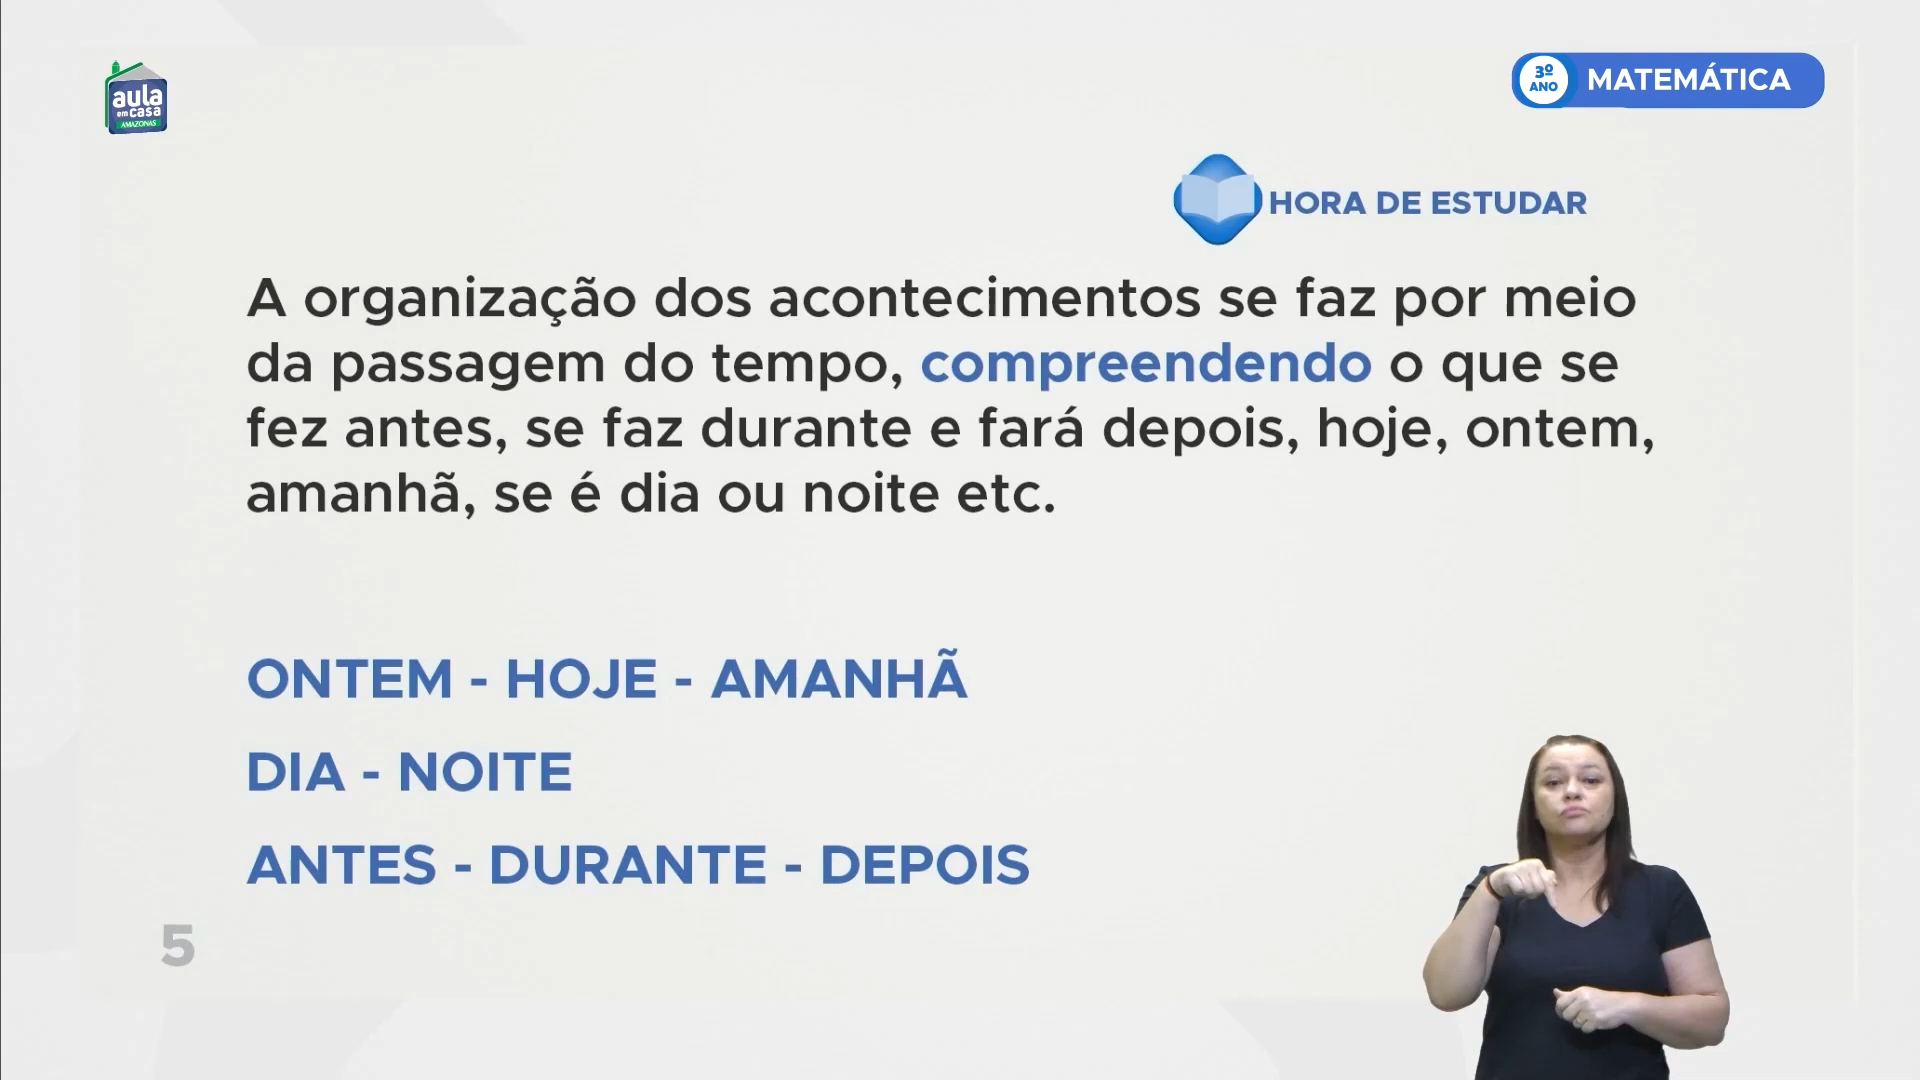 aula
em casa
AMAZONAS
3º
ANO
MATEMÁTICA
HORA DE ESTUDAR
A organização dos acontecimentos se faz por meio
da passagem do tempo, compreendendo o que se
fez antes, se faz durante e fará depois, hoje, ontem,
amanhã, se é dia ou noite etc.
ONTEM - HOJE - AMANHÃ
DIA - NOITE
ANTES - DURANTE - DEPOIS
5